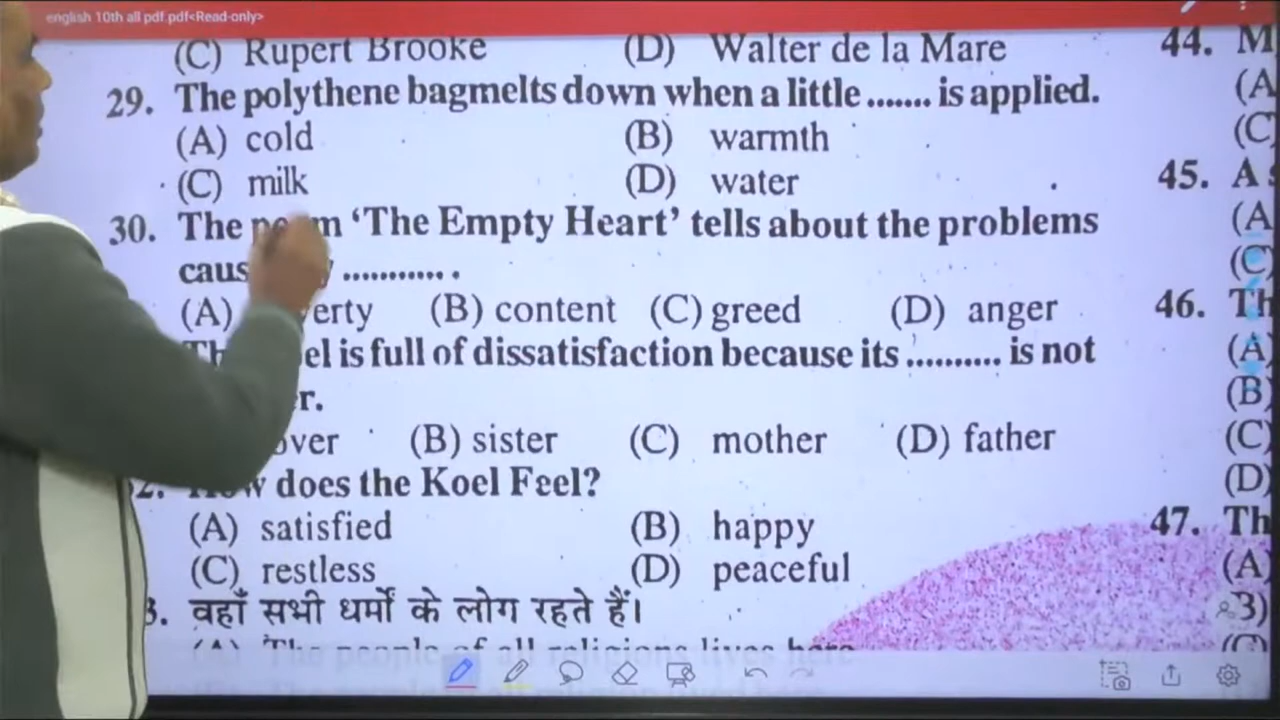 english 10th all pdf.pdf<Read-only>
(C) Rupert Brooke (D) Walter de la Mare
29. The polythene bagmelts down when a little ....... is applied.
(A) cold (B) warmth
(C) milk (D) water
30. The 'The Empty Heart' tells about the problems
............ .
(A) (B) content (C) greed (D) anger
is full of dissatisfaction because its .......... is not
(B) sister (C) mother (D) father
does the Koel Feel?
(A) satisfied (B) happy
(C) restless (D) peaceful
वहाँ सभी धर्मों के लोग रहते हैं।
44. M
(A
(C
45. A
(A
(C)
46. Th
(A)
(B)
(C)
(D)
47. Th
(A)